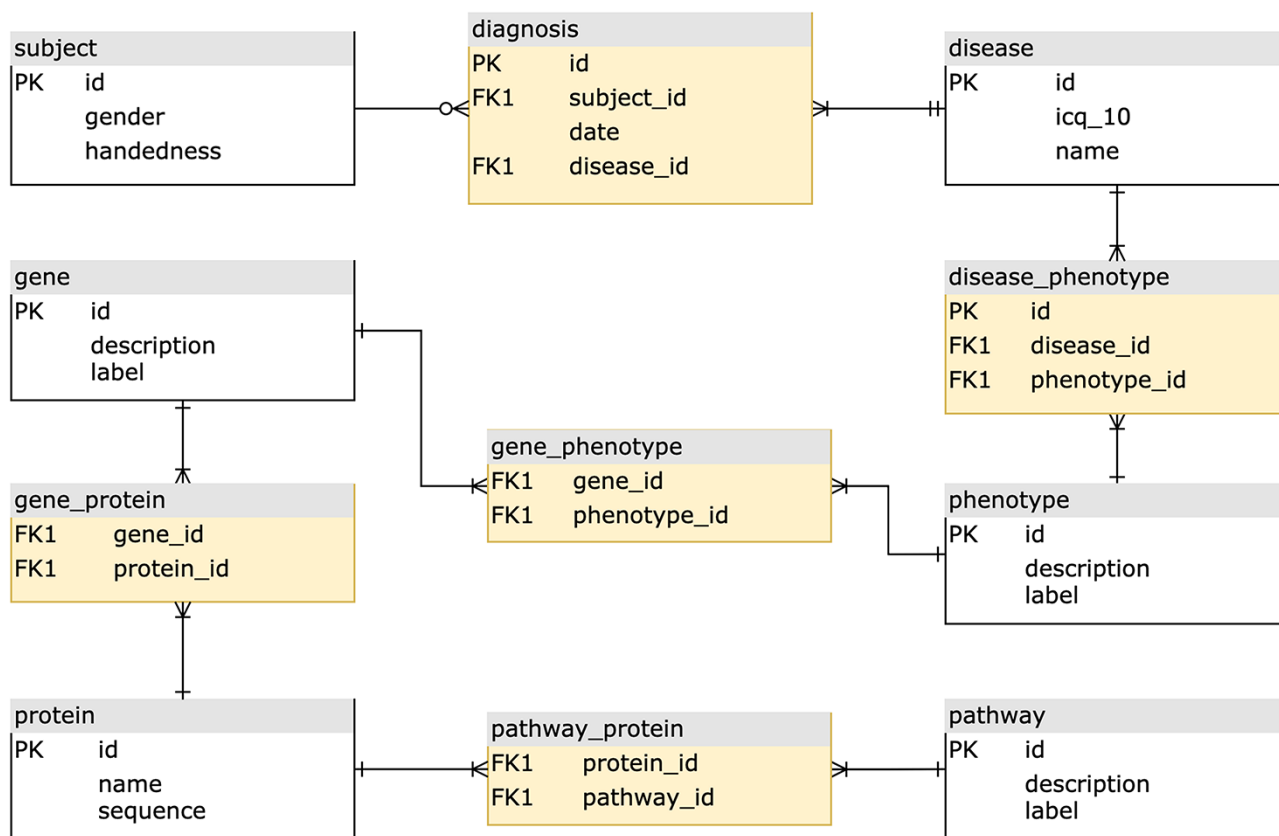 subject
PK id
gender
handedness
diagnosis
PK id
FK1 subject_id
date
FK1 disease_id
disease
PK id
icq_10
name
gene
PK id
description
label
disease_phenotype
PK id
FK1 disease_id
FK1 phenotype_id
gene_phenotype
FK1 gene_id
FK1 phenotype_id
gene_protein
FK1 gene_id
FK1 protein_id
phenotype
PK id
description
label
protein
PK id
name
sequence
pathway_protein
FK1 protein_id
FK1 pathway_id
pathway
PK id
description
label